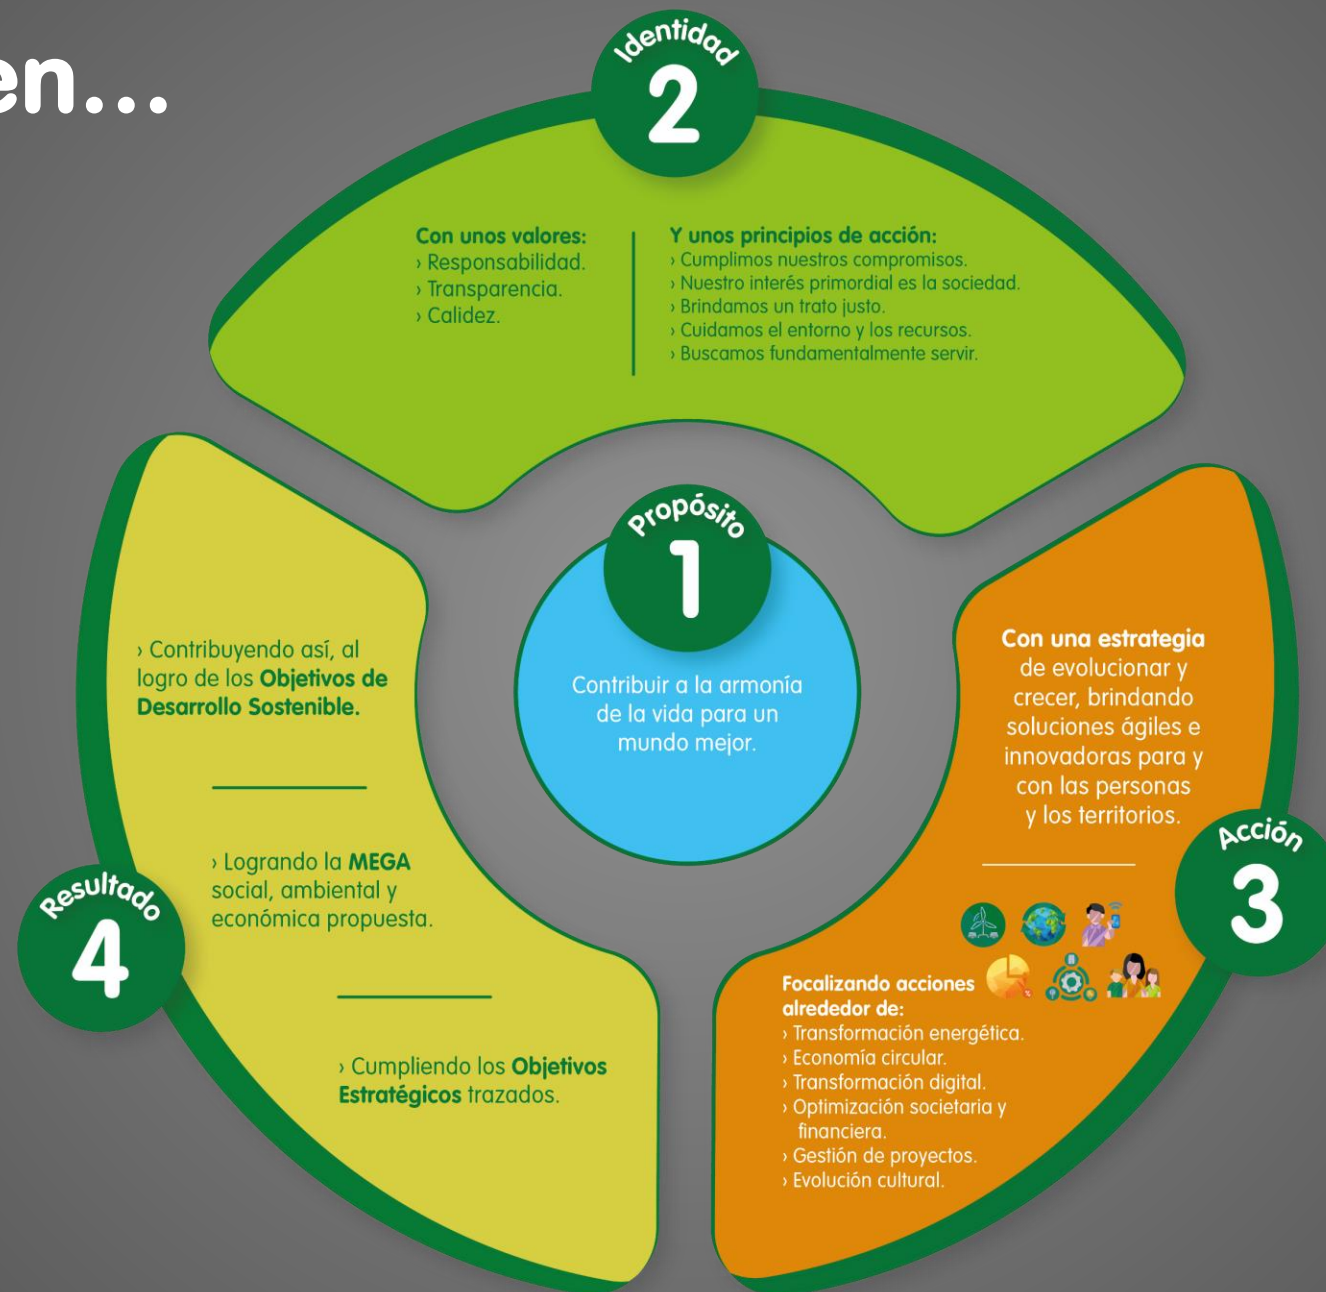 en...
Identidad
2
Con unos valores:
› Responsabilidad.
› Transparencia.
› Calidez.
Y unos principios de acción:
› Cumplimos nuestros compromisos.
› Nuestro interés primordial es la sociedad.
› Brindamos un trato justo.
› Cuidamos el entorno y los recursos.
› Buscamos fundamentalmente servir.
Propósito
1
Contribuir a la armonía
de la vida para un
mundo mejor.
Con una estrategia
de evolucionar y
crecer, brindando
soluciones ágiles e
innovadoras para y
con las personas
y los territorios.
Acción
3
Focalizando acciones
alrededor de:
› Transformación energética.
› Economía circular.
› Transformación digital.
› Optimización societaria y
financiera.
› Gestión de proyectos.
› Evolución cultural.
› Contribuyendo así, al
logro de los Objetivos de
Desarrollo Sostenible.
› Logrando la MEGA
social, ambiental y
económica propuesta.
Resultado
4
› Cumpliendo los Objetivos
Estratégicos trazados.